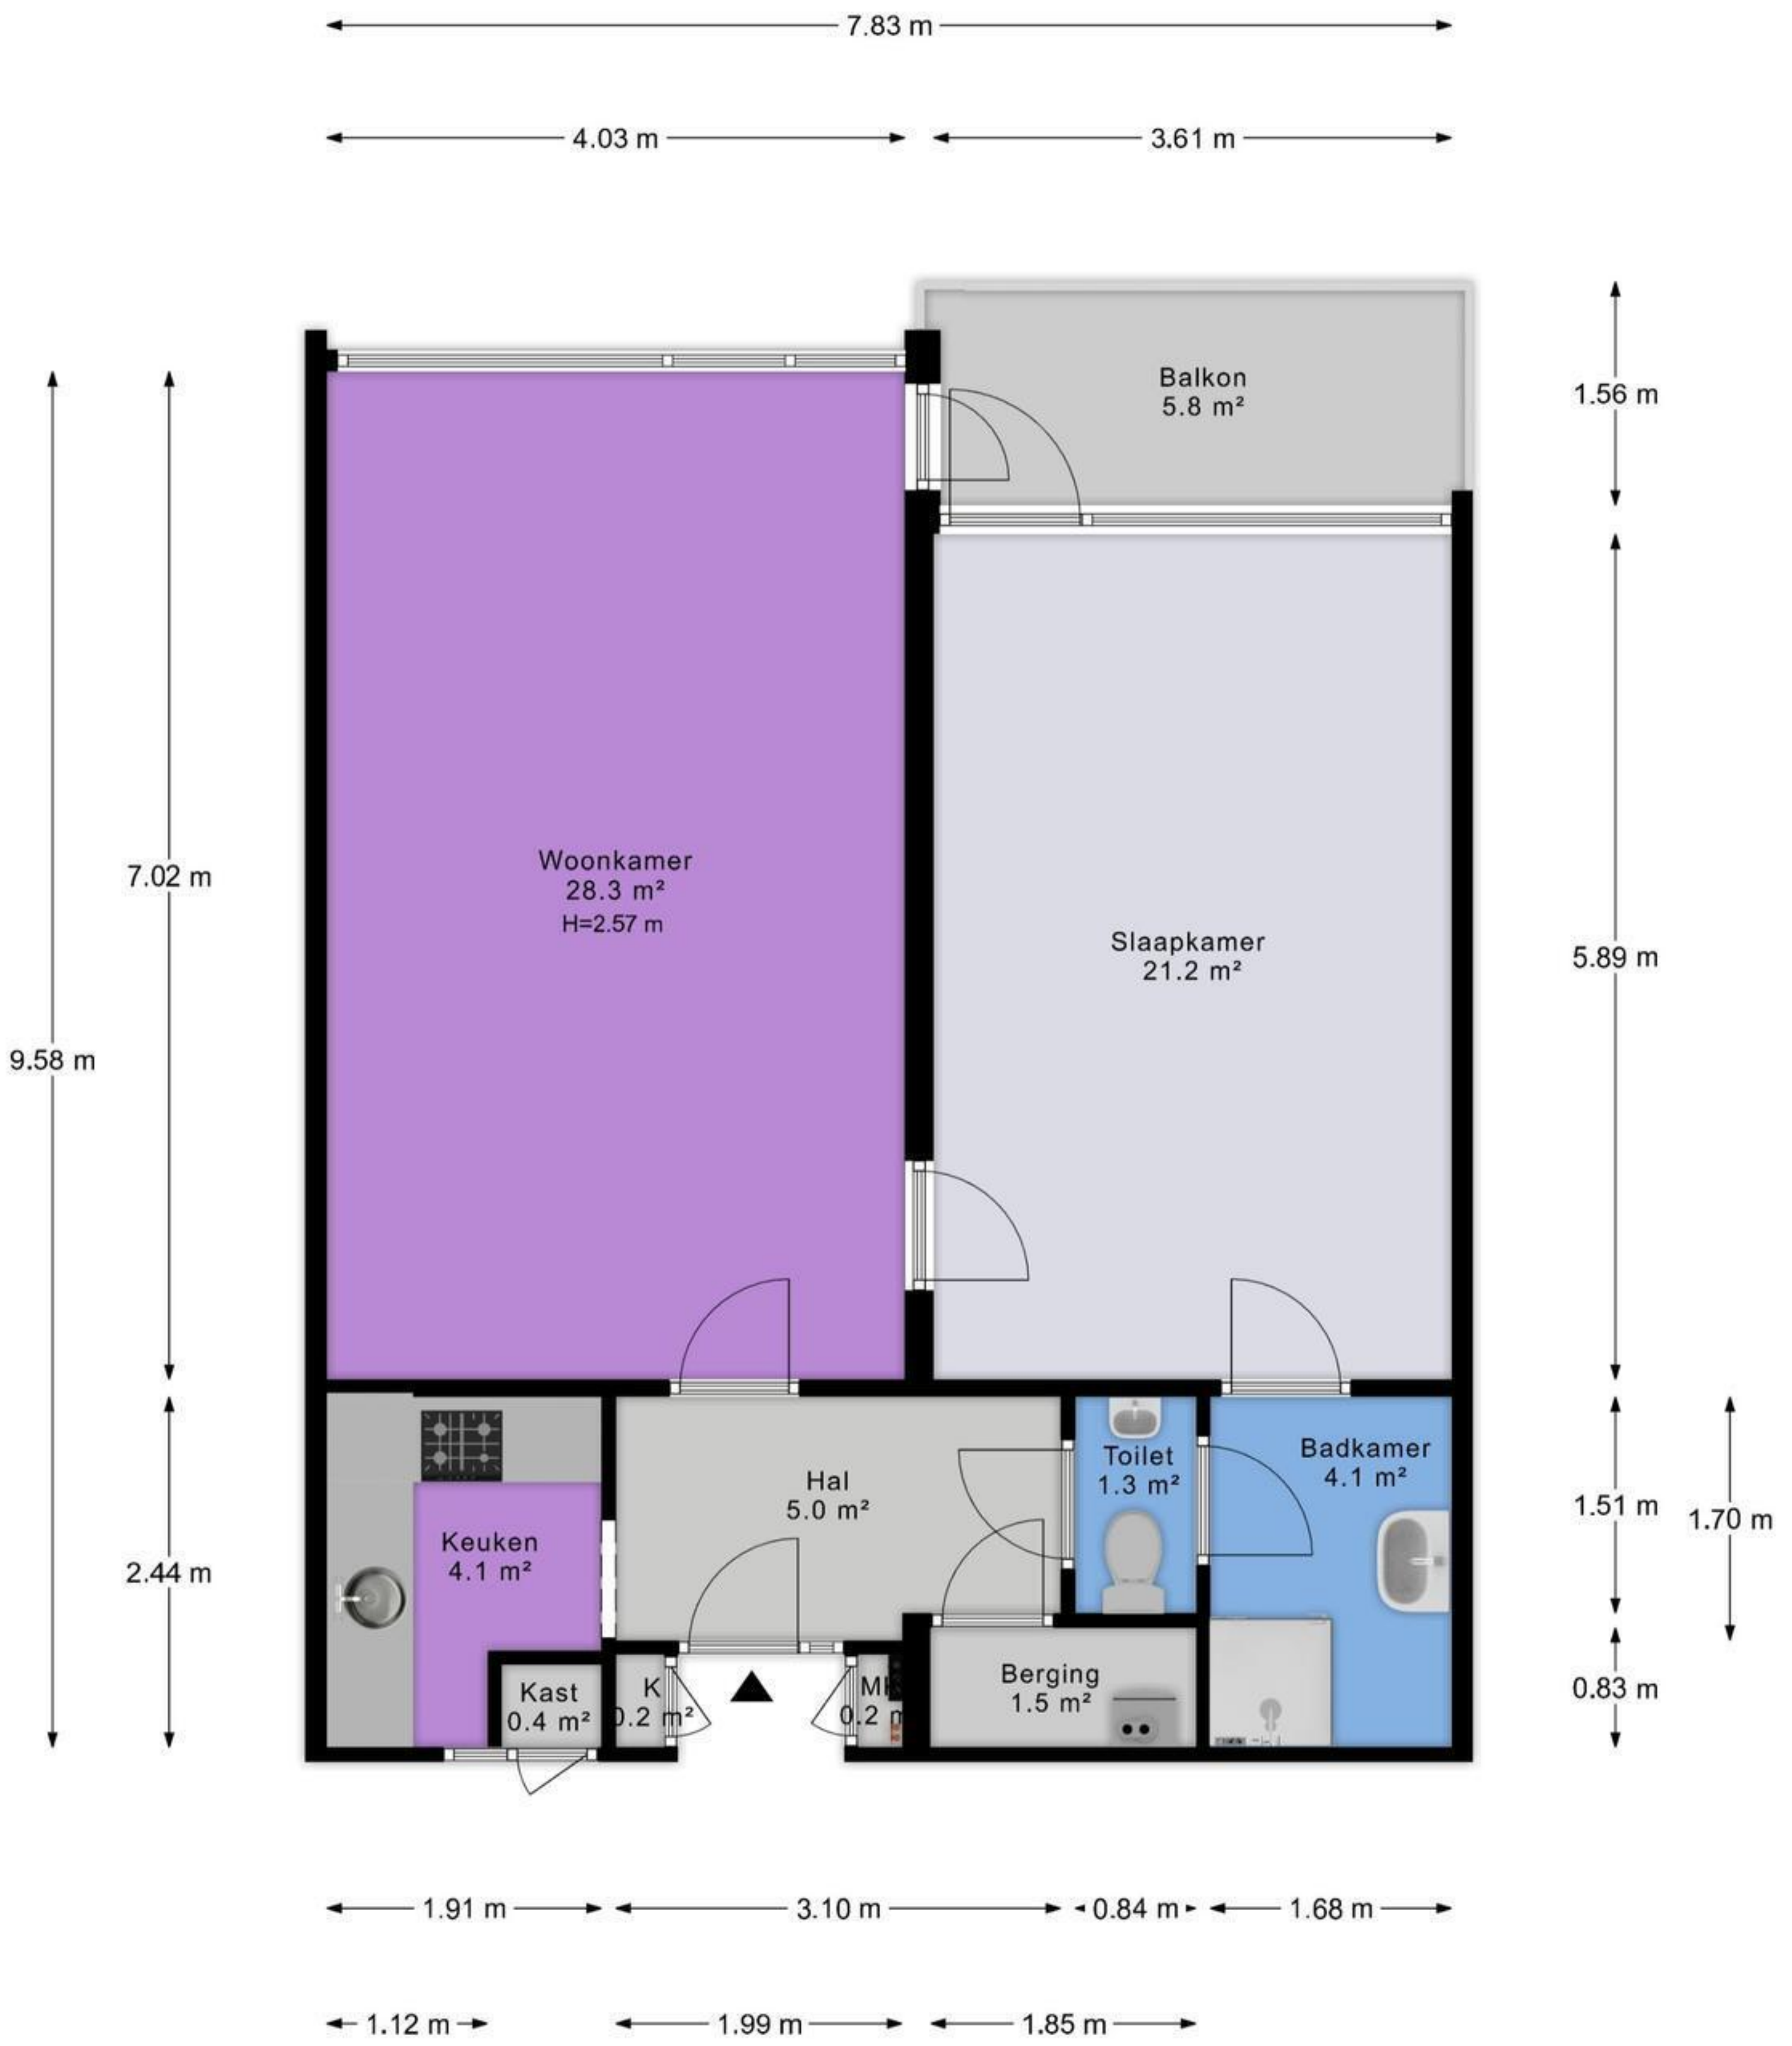 7.83 m
4.03 m
3.61 m
Balkon
5.8 m²
1.56 m
Woonkamer
28.3 m²
H=2.57 m
7.02 m
Slaapkamer
21.2 m²
5.89 m
9.58 m
Badkamer
4.1 m²
Toilet
1.3 m²
Hal
5.0 m²
1.51 m
1.70 m
Keuken
4.1 m²
2.44 m
Berging
1.5 m²
K
0.2 m²
Kast
0.4 m²
MK
0.2 m
0.83 m
1.91 m
3.10 m
0.84 m
1.68 m
1.12 m
1.99 m
1.85 m